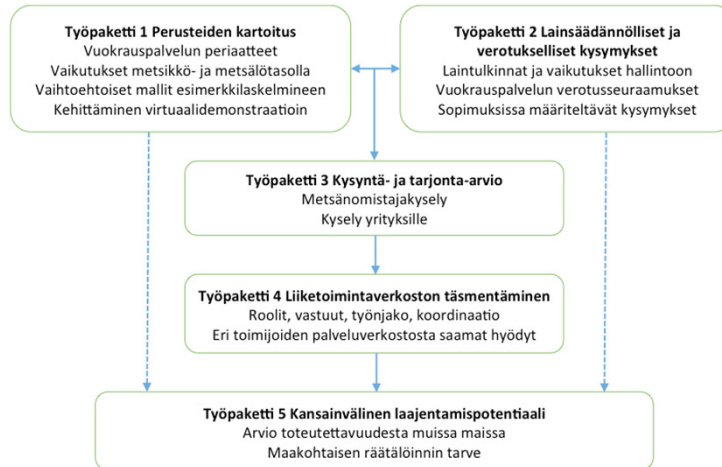 Työpaketti 1 Perusteiden kartoitus
Vuokrauspalvelun periaatteet
Vaikutukset metsikkö- ja metsälötasolla
Vaihtoehtoiset mallit esimerkkilaskelmineen
Kehittäminen virtuaalidemonstraatioin
Työpaketti 2 Lainsäädännölliset ja
verotukselliset kysymykset
Laintulkinnat ja vaikutukset hallintoon
Vuokrauspalvelun verotusseuraamukset
Sopimuksissa määriteltävät kysymykset
Työpaketti 3 Kysyntä- ja tarjonta-arvio
Metsänomistajakysely
Kysely yrityksille
Työpaketti 4 Liiketoimintaverkoston täsmentäminen
Roolit, vastuut, työnjako, koordinaatio
Eri toimijoiden palveluverkostosta saamat hyödyt
Työpaketti 5 Kansainvälinen laajentamispotentiaali
Arvio toteutettavuudesta muissa maissa
Maakohtaisen räätälöinnin tarve